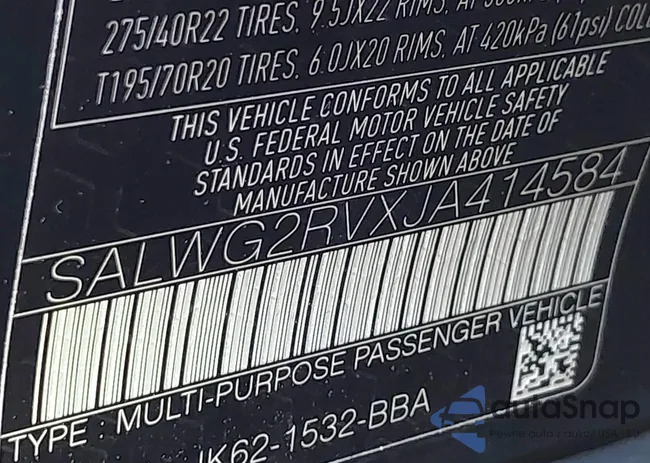 275/40R22 TIRES, 9.5JX22 RIMS, AT
T195/70R20 TIRES, 6.0JX20 RIMS, AT 420kPa (61psi) COL
THIS VEHICLE CONFORMS TO ALL APPLICABLE
U.S. FEDERAL MOTOR VEHICLE SAFETY
STANDARDS IN EFFECT ON THE DATE OF
MANUFACTURE SHOWN ABOVE
SALWG2RVXJA414584
TYPE : MULTI-PURPOSE PASSENGER VEHICLE
JK62-1532-BBA
autoSnap